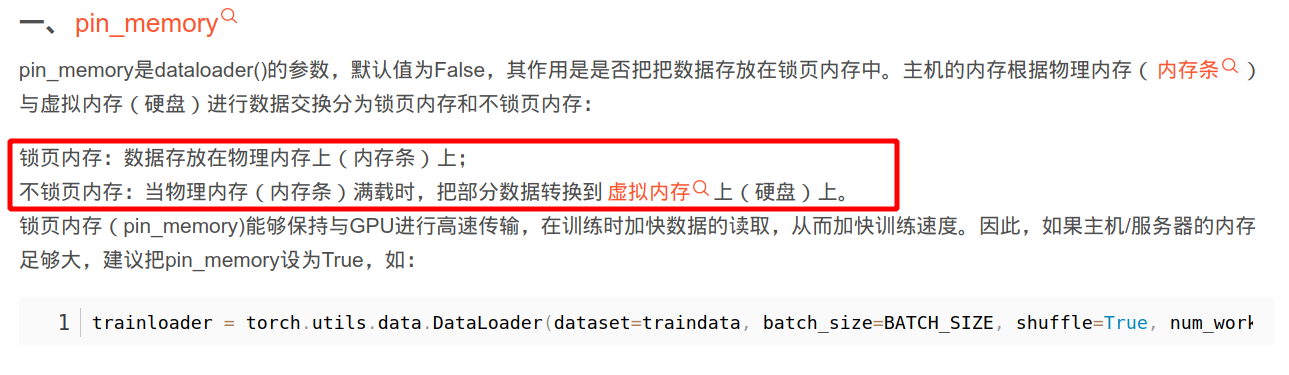 一、 pin_memory
pin_memory是dataloader()的参数，默认值为False，其作用是是否把把数据存放在锁页内存中。主机的内存根据物理内存（ 内存条 ）
与虚拟内存（硬盘）进行数据交换分为锁页内存和不锁页内存：
锁页内存：数据存放在物理内存上（内存条）上；
不锁页内存：当物理内存（内存条）满载时，把部分数据转换到 虚拟内存 上（硬盘）上。
锁页内存（pin_memory)能够保持与GPU进行高速传输，在训练时加快数据的读取，从而加快训练速度。因此，如果主机/服务器的内存
足够大，建议把pin_memory设为True，如：
1 trainloader = torch.utils.data.DataLoader(dataset=traindata, batch_size=BATCH_SIZE, shuffle=True, num_work